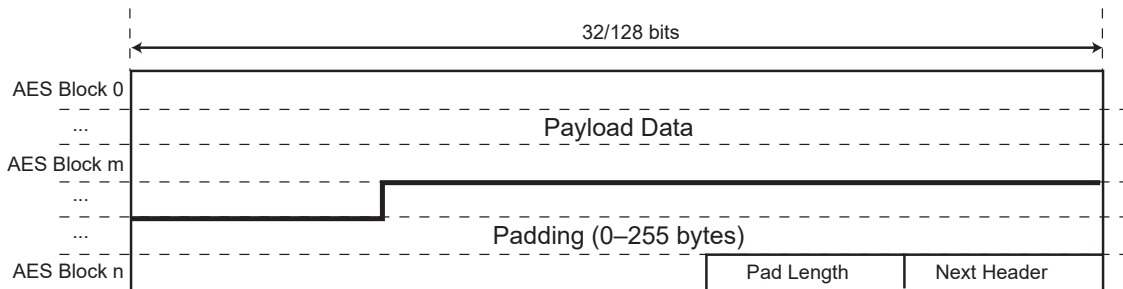 32/128 bits
AES Block 0
...
Payload Data
AES Block m
...
...
Padding (0–255 bytes)
AES Block n
Pad Length
Next Header